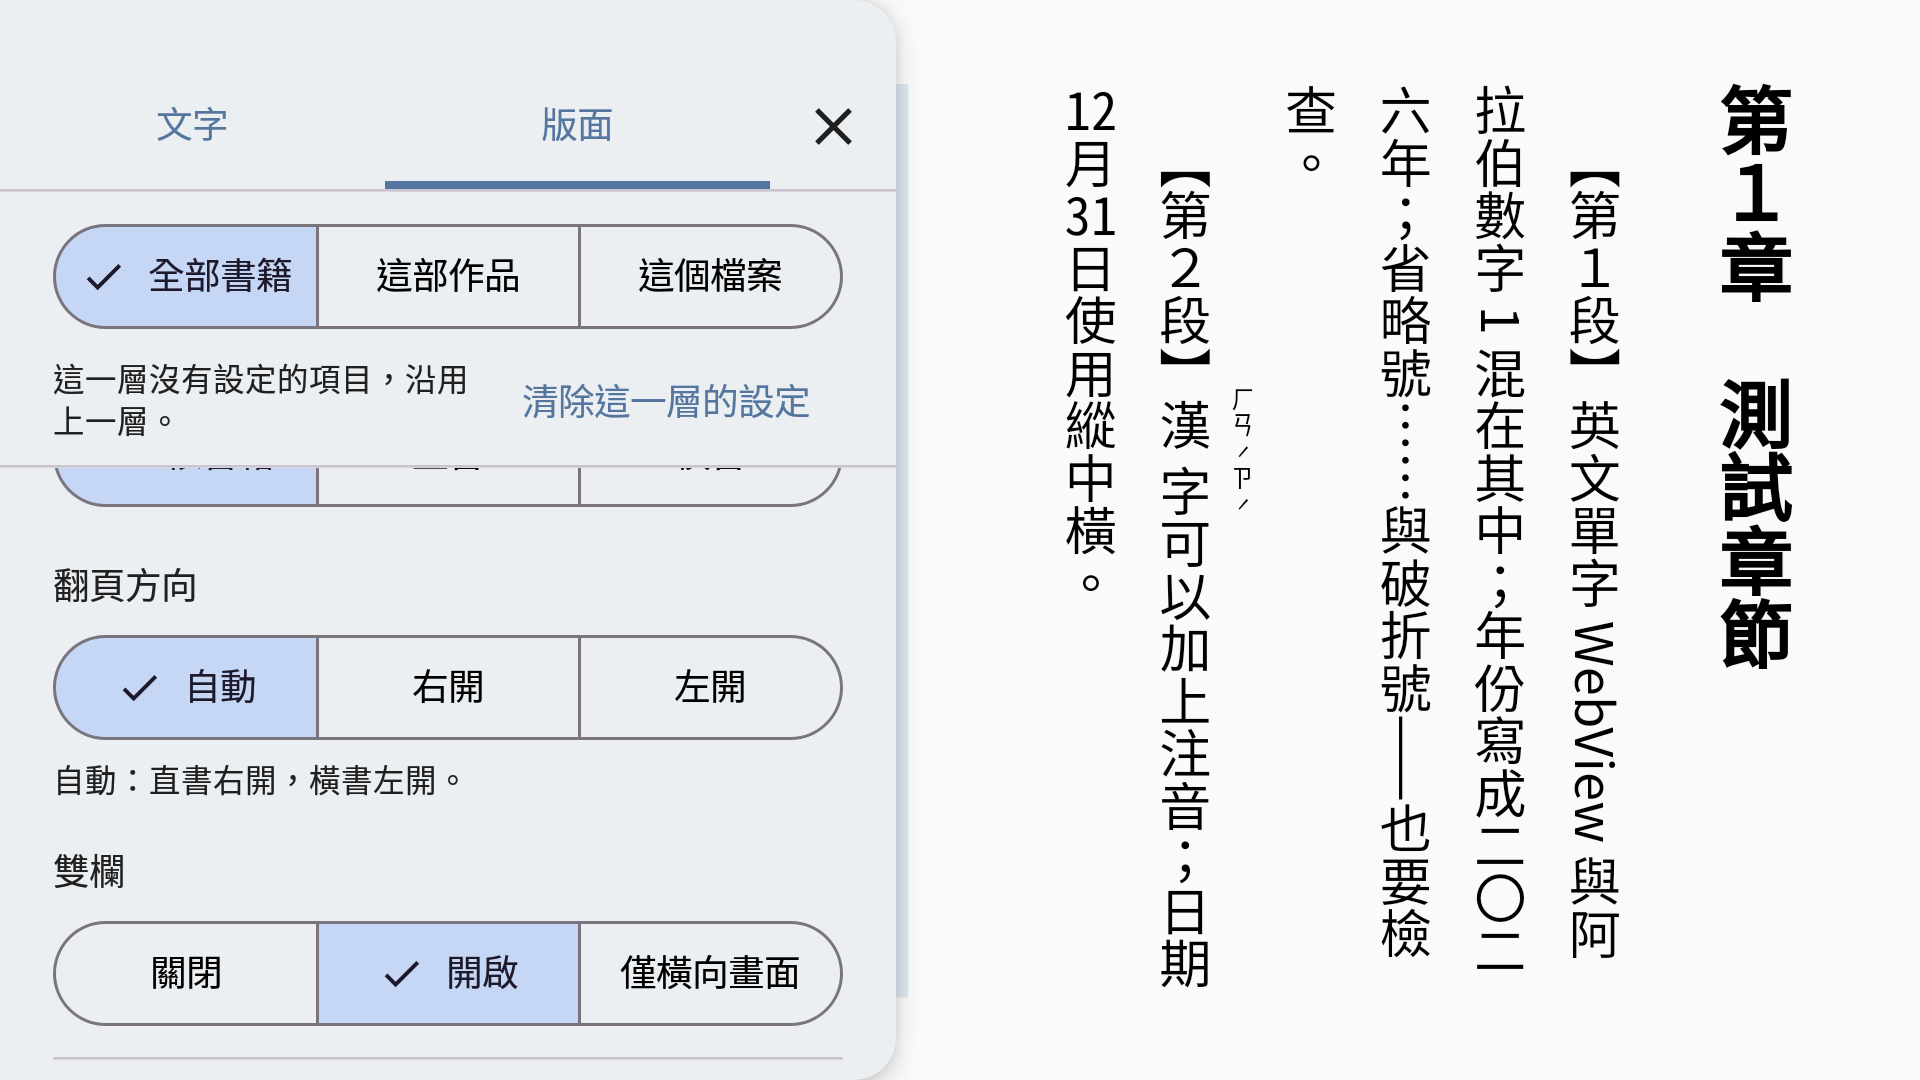 文字
版面
全部書籍
這部作品
這個檔案
這一層沒有設定的項目，沿用
上一層。
清除這一層的設定
翻頁方向
自動
右開
左開
自動：直書右開，橫書左開。
雙欄
關閉
開啟
僅橫向畫面
第１章　測試章節
【第１段】英文單字 WebView 與阿
拉伯數字 1 混在其中；年份寫成二〇二
六年；省略號……與破折號——也要檢
查。
ㄏㄢˊㄗˋ
【第２段】漢字可以加上注音；日期
12月31日使用縱中橫。